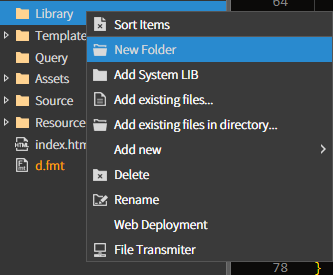 Library
Template
Query
Assets
Source
Resource
index.htm
d.fmt
Sort Items
New Folder
Add System LIB
Add existing files...
Add existing files in directory...
Add new
Delete
Rename
Web Deployment
File Transmiter
64
78 }